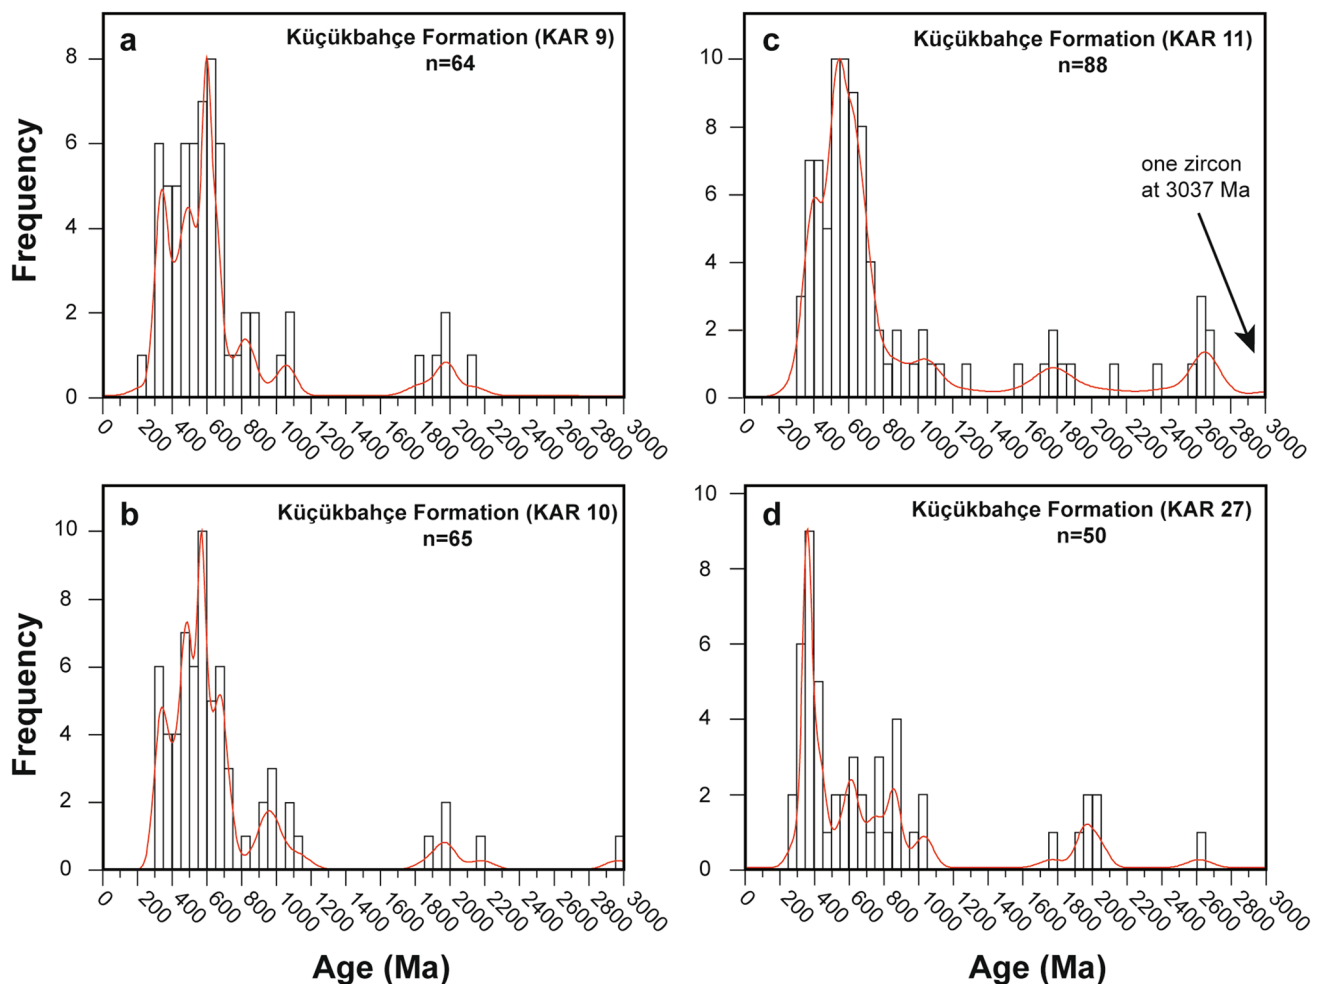 a
Küçükbahçe Formation (KAR 9)
n=64
Frequency
8
6
4
2
0
0 200 400 600 800 1000 1200 1400 1600 1800 2000 2200 2400 2600 2800 3000
c
Küçükbahçe Formation (KAR 11)
n=88
one zircon
at 3037 Ma
10
8
6
4
2
0
0 200 400 600 800 1000 1200 1400 1600 1800 2000 2200 2400 2600 2800 3000
b
Küçükbahçe Formation (KAR 10)
n=65
Frequency
10
8
6
4
2
0
0 200 400 600 800 1000 1200 1400 1600 1800 2000 2200 2400 2600 2800 3000
Age (Ma)
d
Küçükbahçe Formation (KAR 27)
n=50
10
8
6
4
2
0
0 200 400 600 800 1000 1200 1400 1600 1800 2000 2200 2400 2600 2800 3000
Age (Ma)